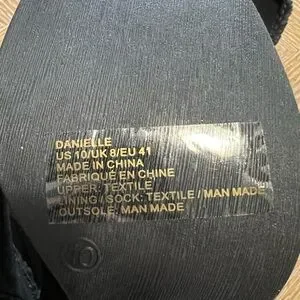 DANIELLE
US 10/UK 8/EU 41
MADE IN CHINA
FABRIQUÉ EN CHINE
UPPER: TEXTILE
LINING / SOCK: TEXTILE / MAN MADE
OUTSOLE: MAN MADE
10